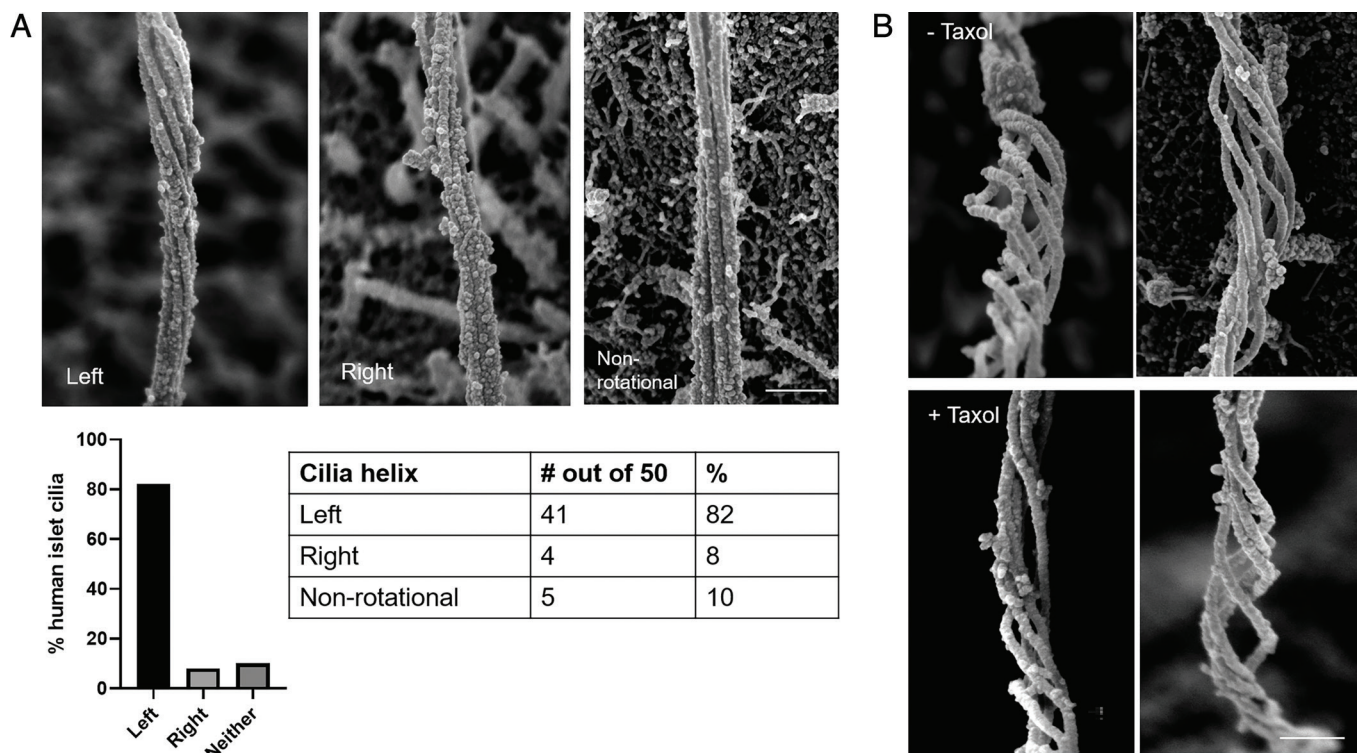 A
B
- Taxol
Left
Right
Non-
rotational
+ Taxol
% human islet cilia
100
80
60
40
20
0
Left
Right
Neither
Cilia helix # out of 50 %
Left 41 82
Right 4 8
Non-rotational 5 10